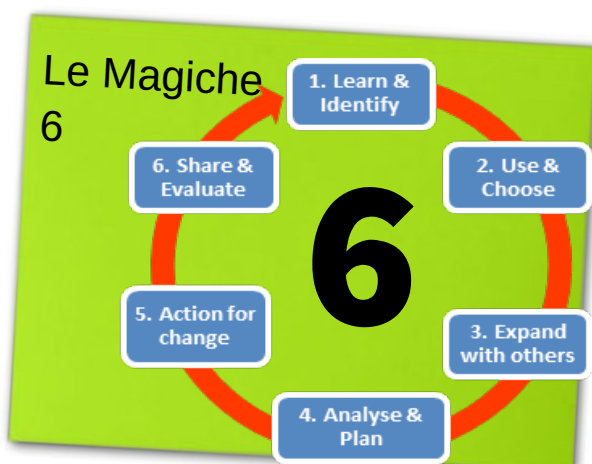 Le Magiche
6
1. Learn &
Identify
2. Use &
Choose
3. Expand
with others
4. Analyse &
Plan
5. Action for
change
6. Share &
Evaluate
6